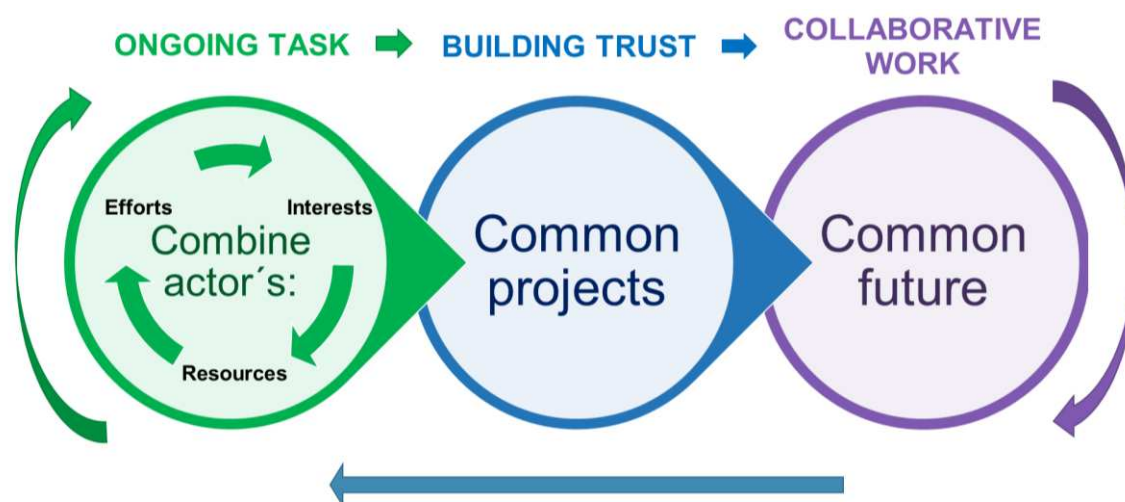 ONGOING TASK
BUILDING TRUST
COLLABORATIVE
WORK
Efforts
Interests
Combine
actor´s:
Resources
Common
projects
Common
future